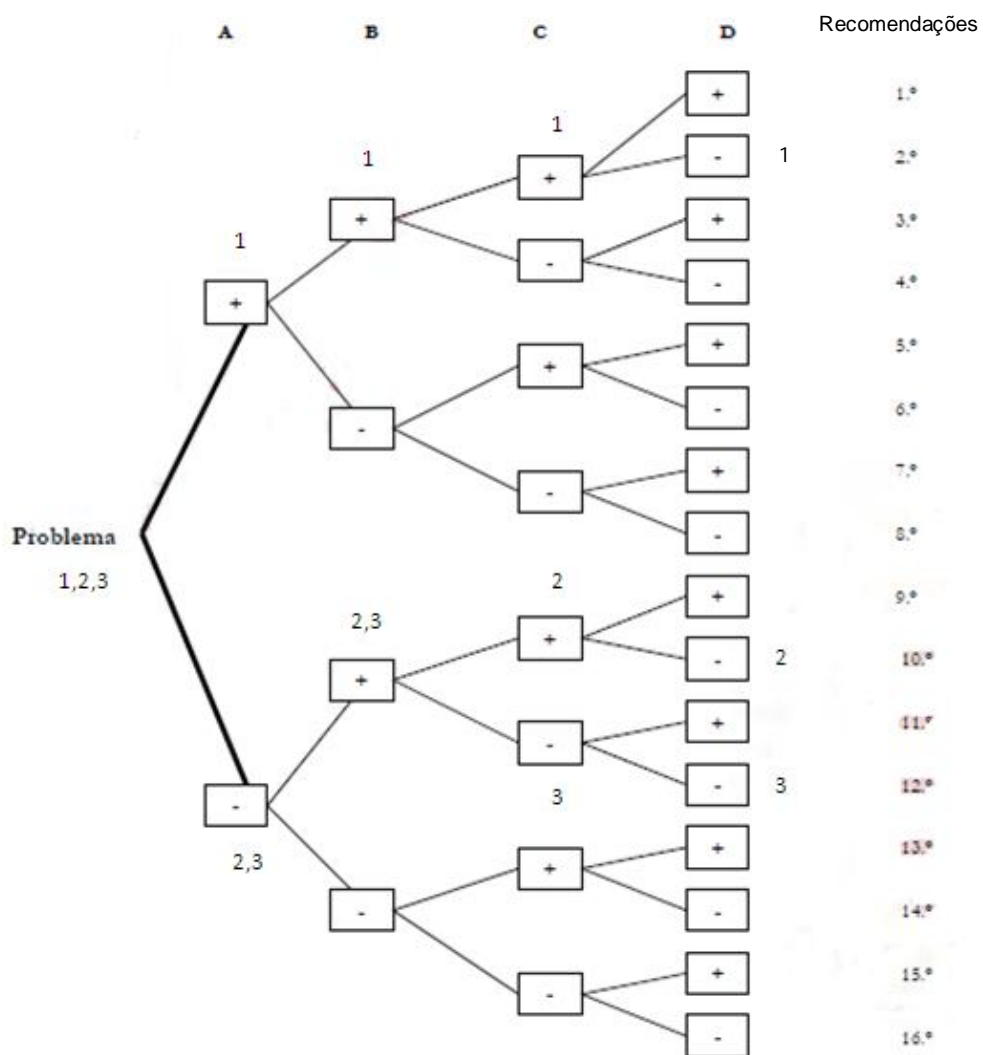 A B C D Recomendações
+ 1.º
1
1 - 1 2.º
+
1 + + 3.º
-
- 4.º
+
+ 5.º
+
- 6.º
-
+ 7.º
-
- 8.º
Problema
1,2,3 2
+ 9.º
2,3 +
- 2 10.º
+
+ 11.º
-
- 3 12.º
- 3
+ 13.º
2,3 +
- - 14.º
+ 15.º
-
- 16.º